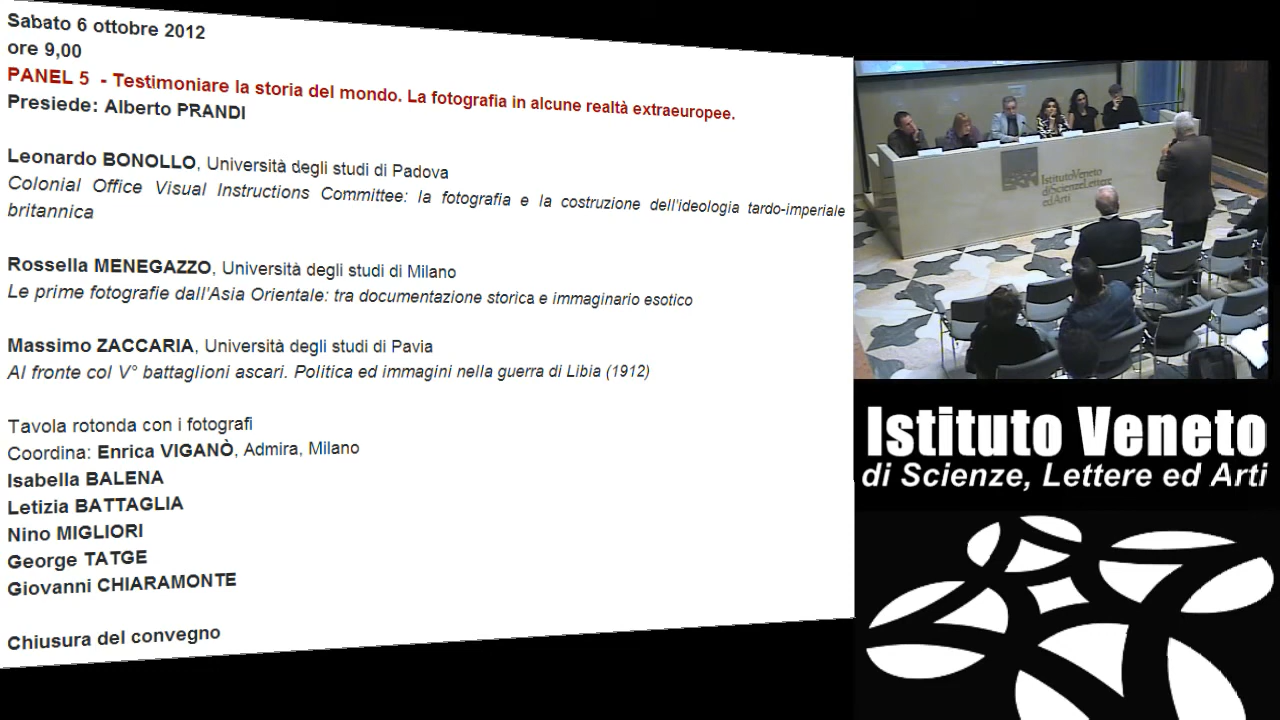 Sabato 6 ottobre 2012
ore 9,00
PANEL 5 - Testimoniare la storia del mondo. La fotografia in alcune realtà extraeuropee.
Presiede: Alberto PRANDI
Leonardo BONOLLO, Università degli studi di Padova
Colonial Office Visual Instructions Committee: la fotografia e la costruzione dell'ideologia tardo-imperiale
britannica
Rossella MENEGAZZO, Università degli studi di Milano
Le prime fotografie dall'Asia Orientale: tra documentazione storica e immaginario esotico
Massimo ZACCARIA, Università degli studi di Pavia
Al fronte col V° battaglioni ascari. Politica ed immagini nella guerra di Libia (1912)
Tavola rotonda con i fotografi
Coordina: Enrica VIGANÒ, Admira, Milano
Isabella BALENA
Letizia BATTAGLIA
Nino MIGLIORI
George TATGE
Giovanni CHIARAMONTE
Chiusura del convegno
IstitutoVeneto
diScienzeLettere
edArti
Istituto Veneto
di Scienze, Lettere ed Arti